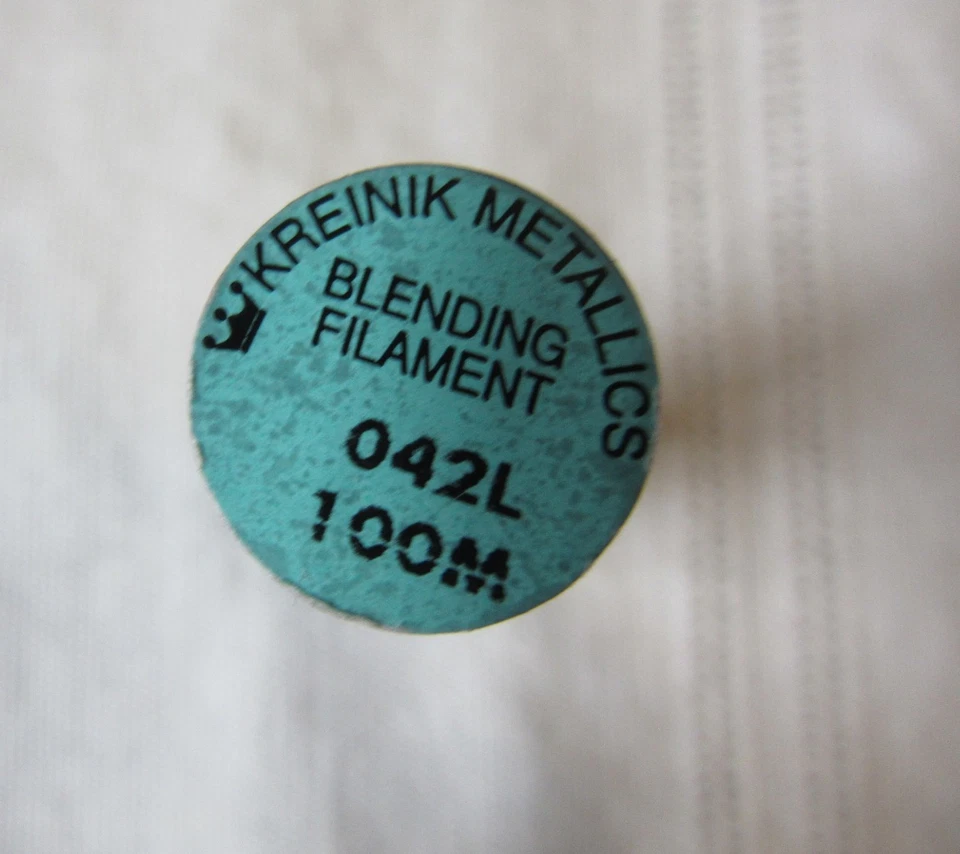 KREINIK METALLICS
BLENDING
FILAMENT
042L
100M